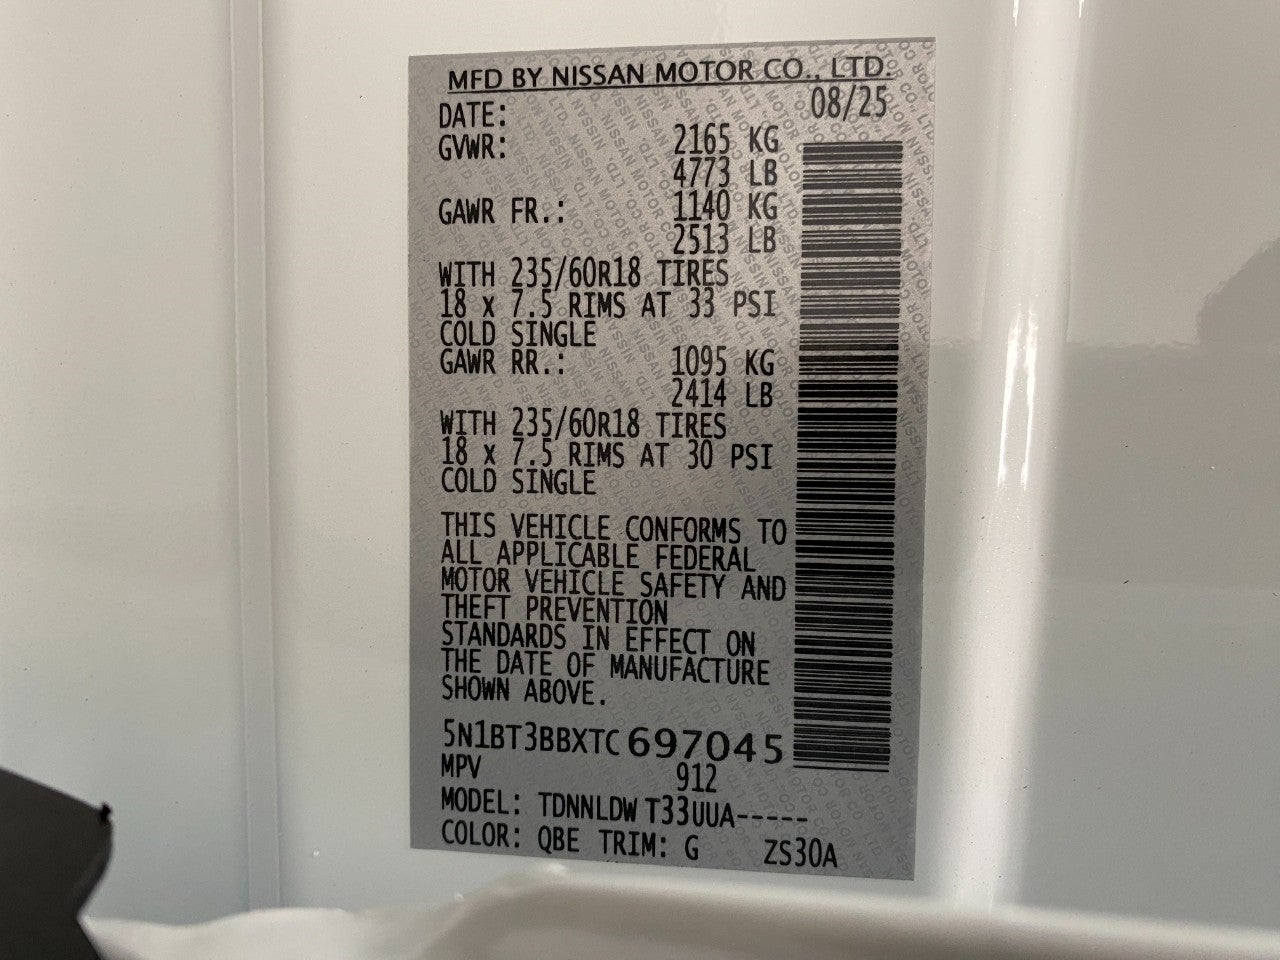 MFD BY NISSAN MOTOR CO., LTD.
DATE: 08/25
GVWR: 2165 KG
4773 LB
GAWR FR.: 1140 KG
2513 LB
WITH 235/60R18 TIRES
18 x 7.5 RIMS AT 33 PSI
COLD SINGLE
GAWR RR.: 1095 KG
2414 LB
WITH 235/60R18 TIRES
18 x 7.5 RIMS AT 30 PSI
COLD SINGLE
THIS VEHICLE CONFORMS TO
ALL APPLICABLE FEDERAL
MOTOR VEHICLE SAFETY AND
THEFT PREVENTION
STANDARDS IN EFFECT ON
THE DATE OF MANUFACTURE
SHOWN ABOVE.
5N1BT3BBXTC697045
MPV 912
MODEL: TDNNLDW T33UUA-----
COLOR: QBE TRIM: G ZS30A